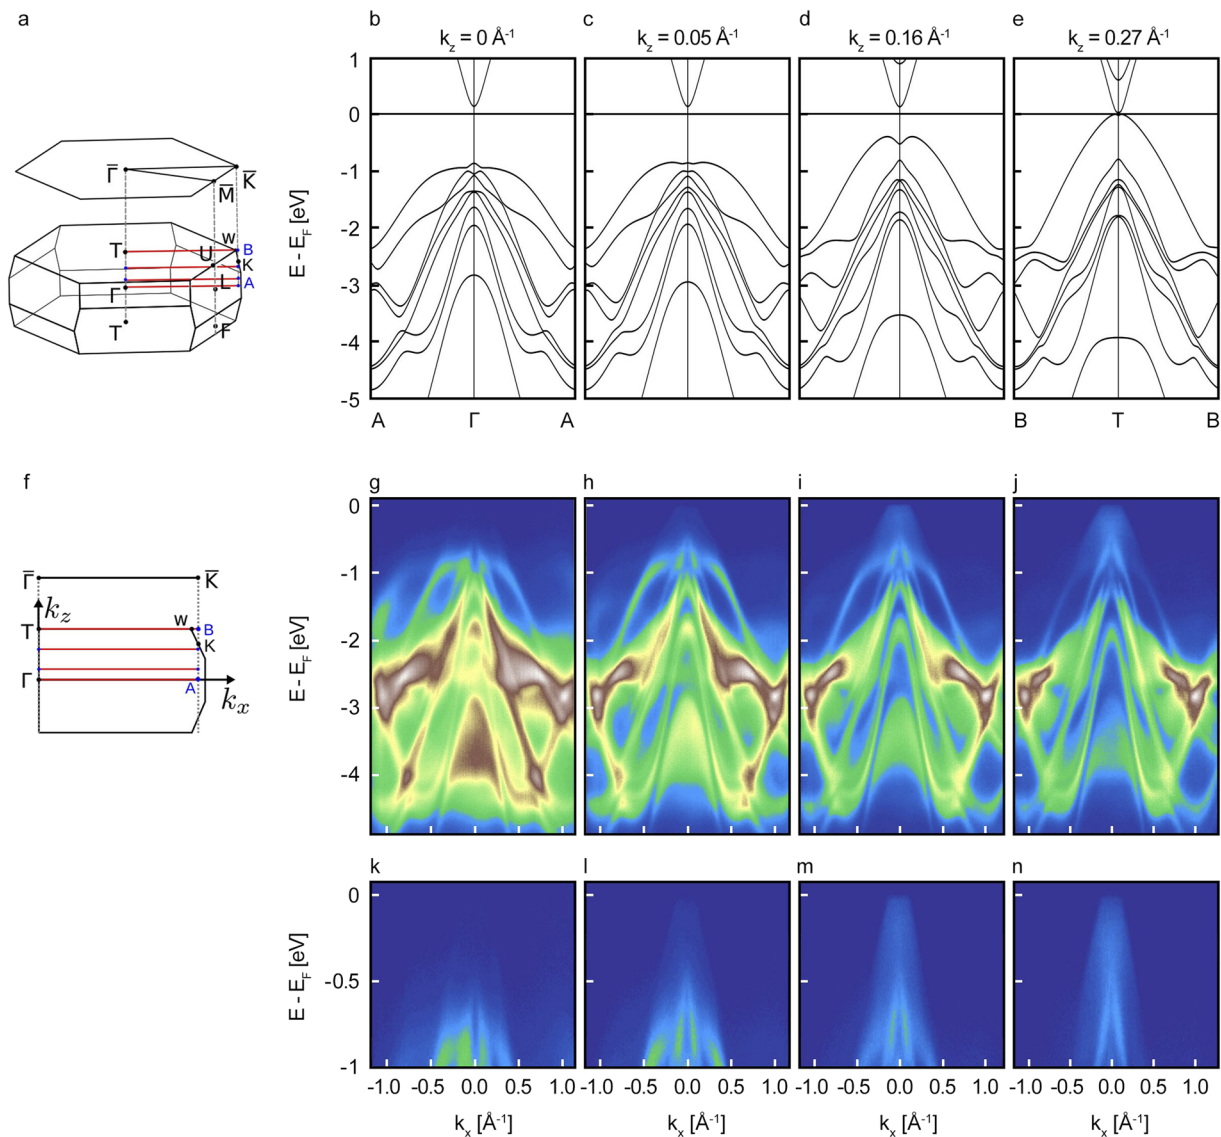 a
Γ̅
K̅
M̅
T
w
B
U
K
Γ
L
A
T
F
b
c
d
e
k_z = 0 Å⁻¹
k_z = 0.05 Å⁻¹
k_z = 0.16 Å⁻¹
k_z = 0.27 Å⁻¹
E - E_F [eV]
1
0
-1
-2
-3
-4
-5
A Γ A
B T B
f
Γ̅
K̅
k_z
T
w
B
K
Γ
A
k_x
g
h
i
j
E - E_F [eV]
0
-1
-2
-3
-4
k
l
m
n
E - E_F [eV]
0
-0.5
-1
-1.0 -0.5 0.0 0.5 1.0
-1.0 -0.5 0.0 0.5 1.0
-1.0 -0.5 0.0 0.5 1.0
-1.0 -0.5 0.0 0.5 1.0
k_x [Å⁻¹]
k_x [Å⁻¹]
k_x [Å⁻¹]
k_x [Å⁻¹]